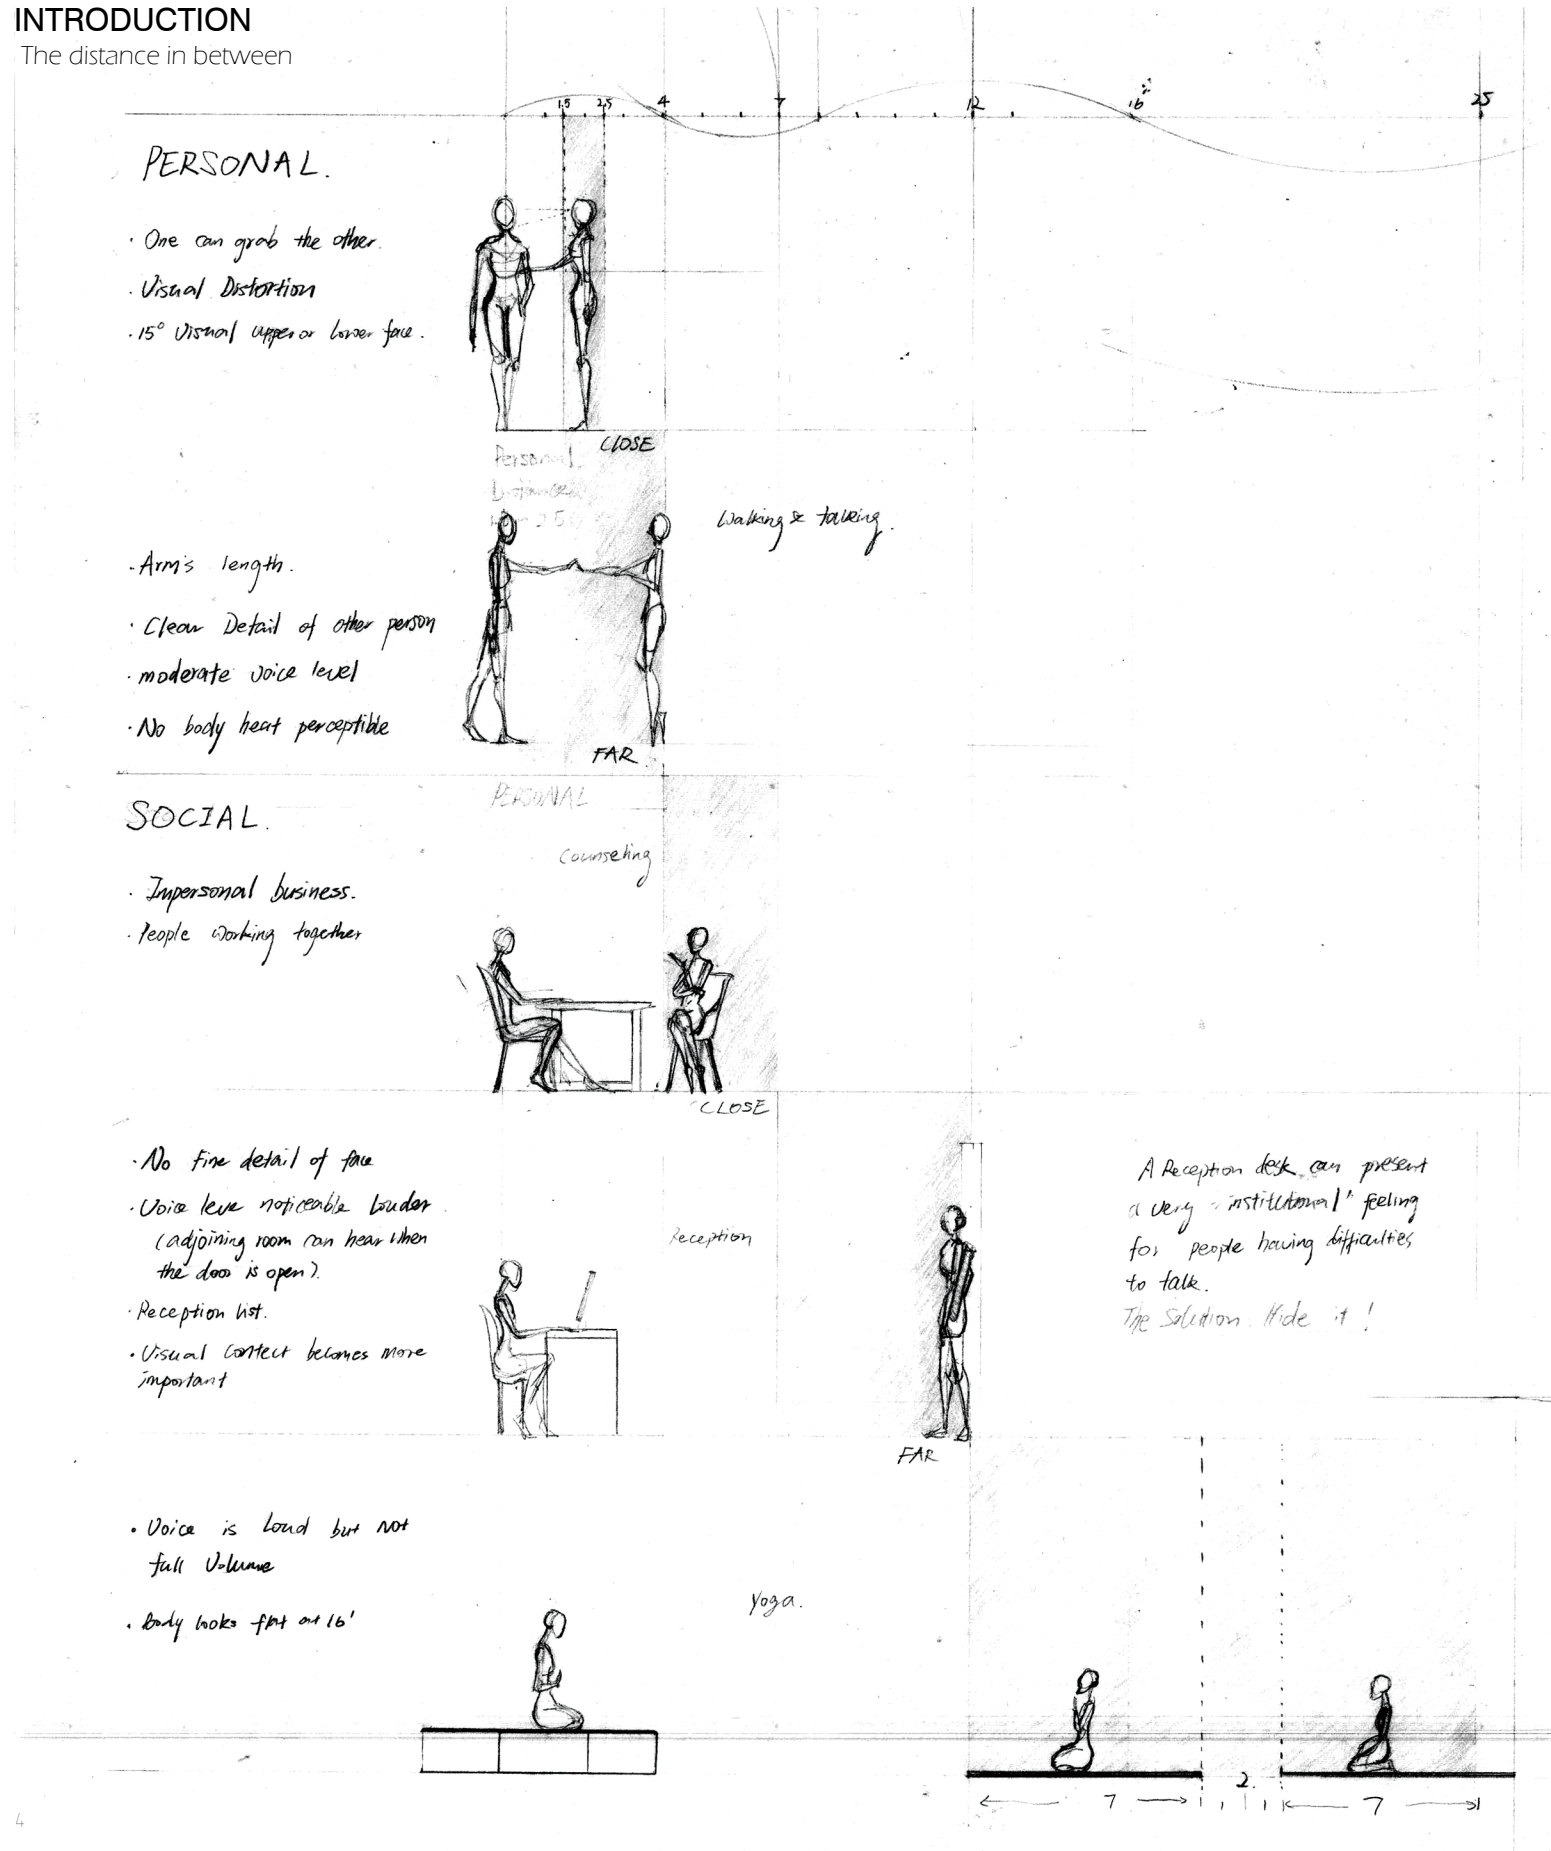 INTRODUCTION
The distance in between
1.5 2.5 4 7 12 16' 25
PERSONAL.
· One can grab the other.
· Visual Distortion
· 15° Visual upper or lower face.
CLOSE
Personal
Distance
Walking & talking.
· Arm's length.
· Clear Detail of other person
· moderate voice level
· No body heat perceptible
FAR
PERSONAL
SOCIAL.
Counseling
· Impersonal business.
· People working together
CLOSE
· No fine detail of face
· Voice leve noticeable louder
(adjoining room can hear when
the door is open).
· Reception list.
· Visual contect becomes more
important
Reception
A Reception desk can present
a very "institutional" feeling
for people having difficulties
to talk.
The Solution. Hide it!
FAR
· Voice is loud but not
full volume
· Body looks flat at 16'
Yoga.
2.
7 7
4